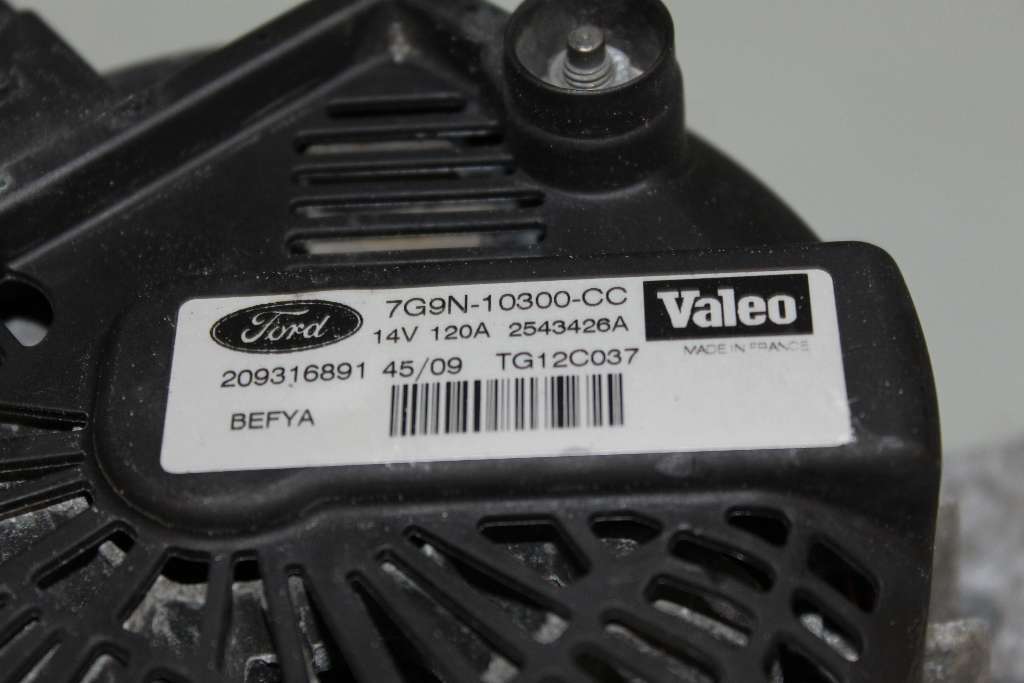 Ford 7G9N-10300-CC Valeo
14V 120A 2543426A
MADE IN FRANCE
209316891 45/09 TG12C037
BEFYA